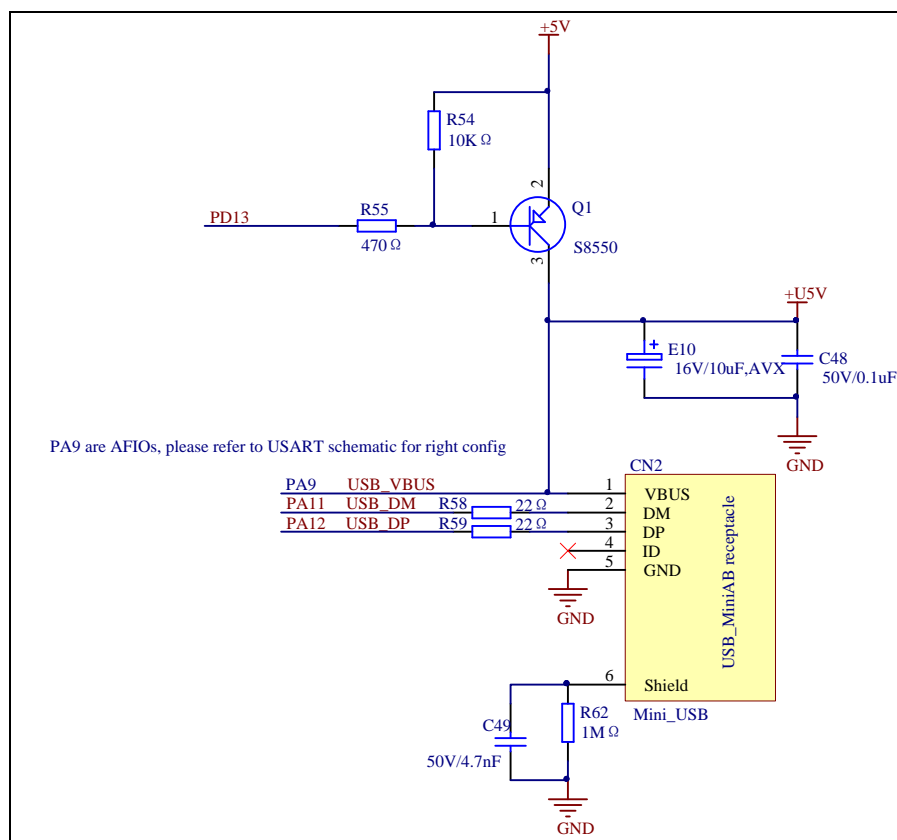 +5V
R54
10K Ω
2
Q1
PD13
R55
1
470 Ω
S8550
3
+U5V
E10
16V/10uF,AVX
C48
50V/0.1uF
GND
PA9 are AFIOs, please refer to USART schematic for right config
CN2
PA9 USB_VBUS 1 VBUS
PA11 USB_DM R58 22 Ω 2 DM
PA12 USB_DP R59 22 Ω 3 DP
4 ID
5 GND
GND
USB_MiniAB receptacle
6 Shield
Mini_USB
C49
50V/4.7nF
R62
1M Ω
GND